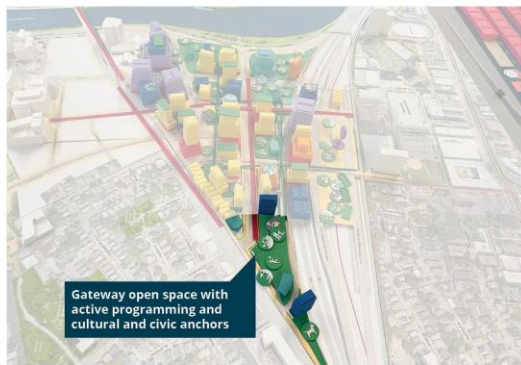 Gateway open space with
active programming and
cultural and civic anchors